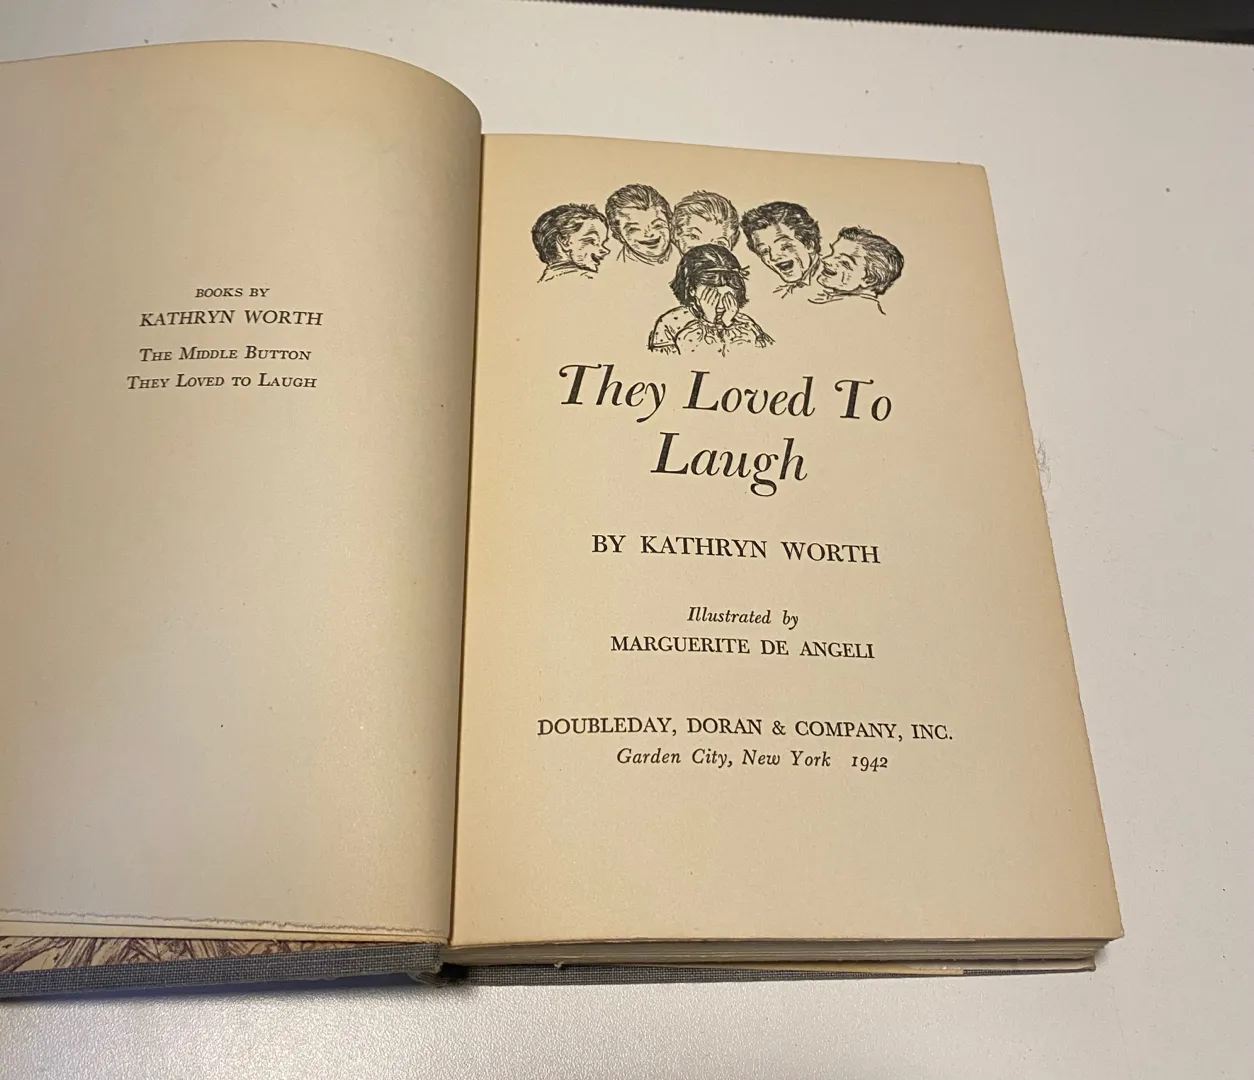 BOOKS BY
KATHRYN WORTH
THE MIDDLE BUTTON
THEY LOVED TO LAUGH
They Loved To
Laugh
BY KATHRYN WORTH
Illustrated by
MARGUERITE DE ANGELI
DOUBLEDAY, DORAN & COMPANY, INC.
Garden City, New York 1942